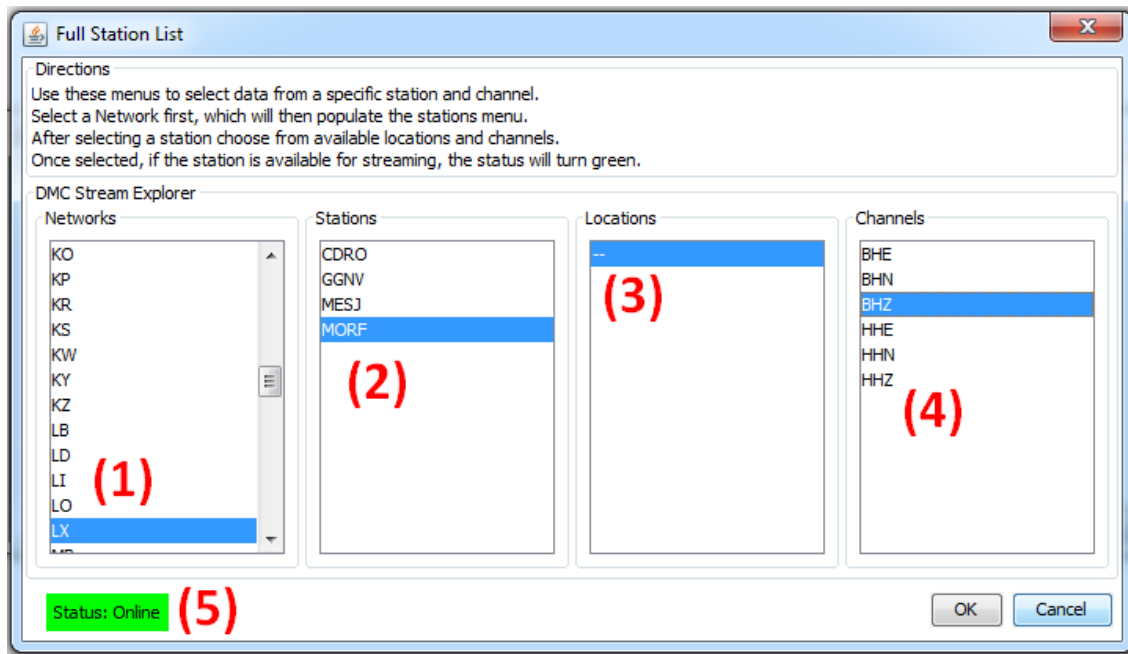 Full Station List
Directions
Use these menus to select data from a specific station and channel.
Select a Network first, which will then populate the stations menu.
After selecting a station choose from available locations and channels.
Once selected, if the station is available for streaming, the status will turn green.
DMC Stream Explorer
Networks
KO
KP
KR
KS
KW
KY
KZ
LB
LD
LI
LO
LX
(1)
Stations
CDRO
GGNV
MESJ
MORF
(2)
Locations
--
(3)
Channels
BHE
BHN
BHZ
HHE
HHN
HHZ
(4)
Status: Online
(5)
OK
Cancel